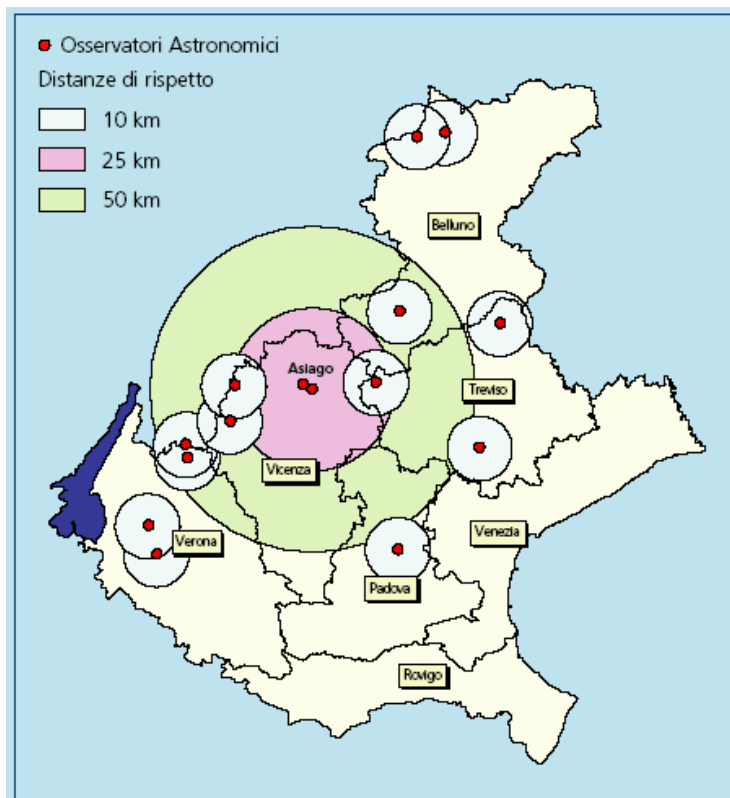 Osservatori Astronomici
Distanze di rispetto
10 km
25 km
50 km
Belluno
Asiago
Treviso
Vicenza
Venezia
Verona
Padova
Rovigo